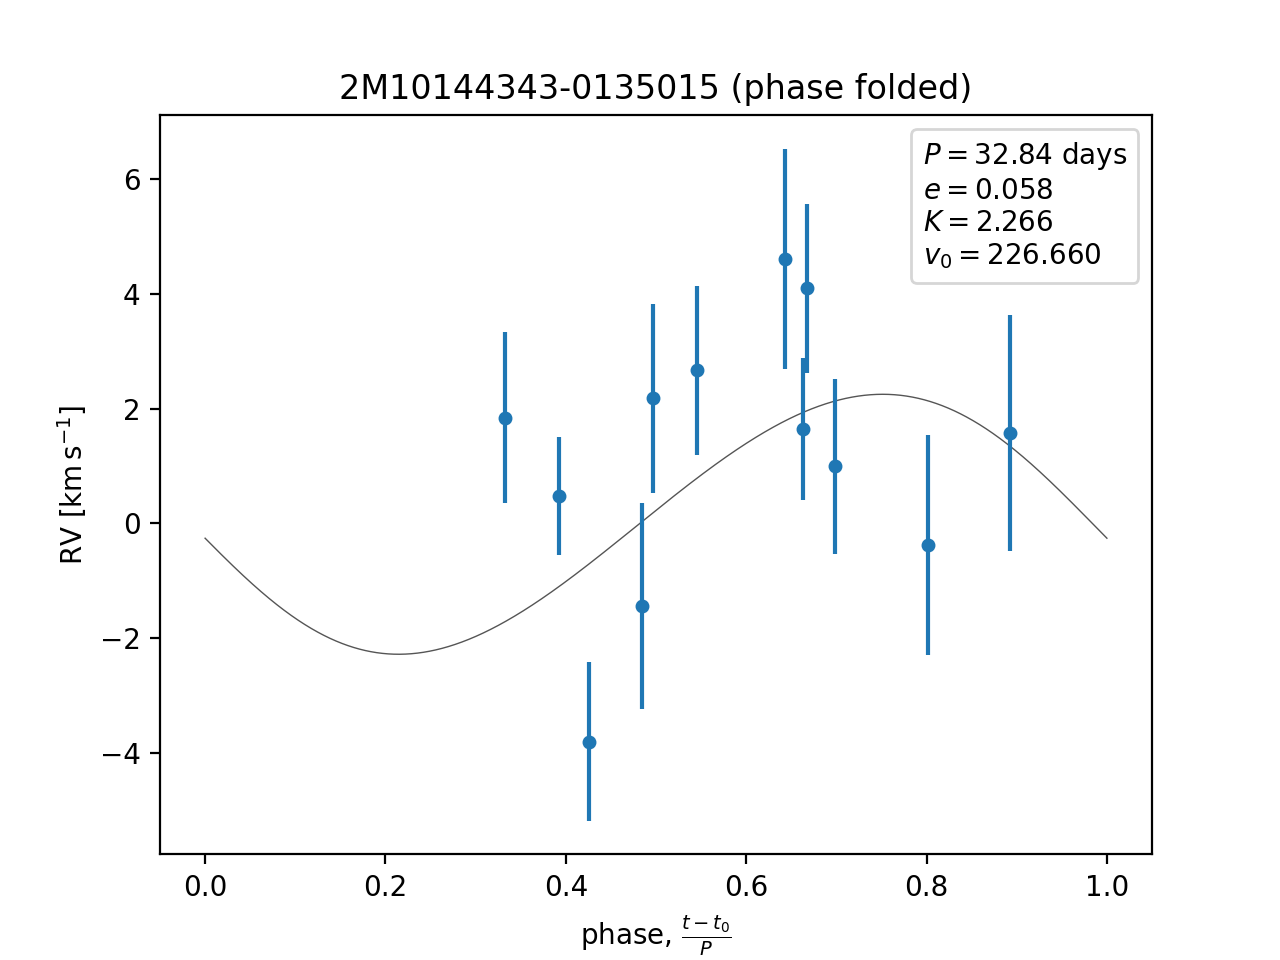 2M10144343-0135015 (phase folded)
P = 32.84 days
e = 0.058
K = 2.266
v₀ = 226.660
RV [km s⁻¹]
6
4
2
0
−2
−4
0.0 0.2 0.4 0.6 0.8 1.0
phase, (t − t₀)/P